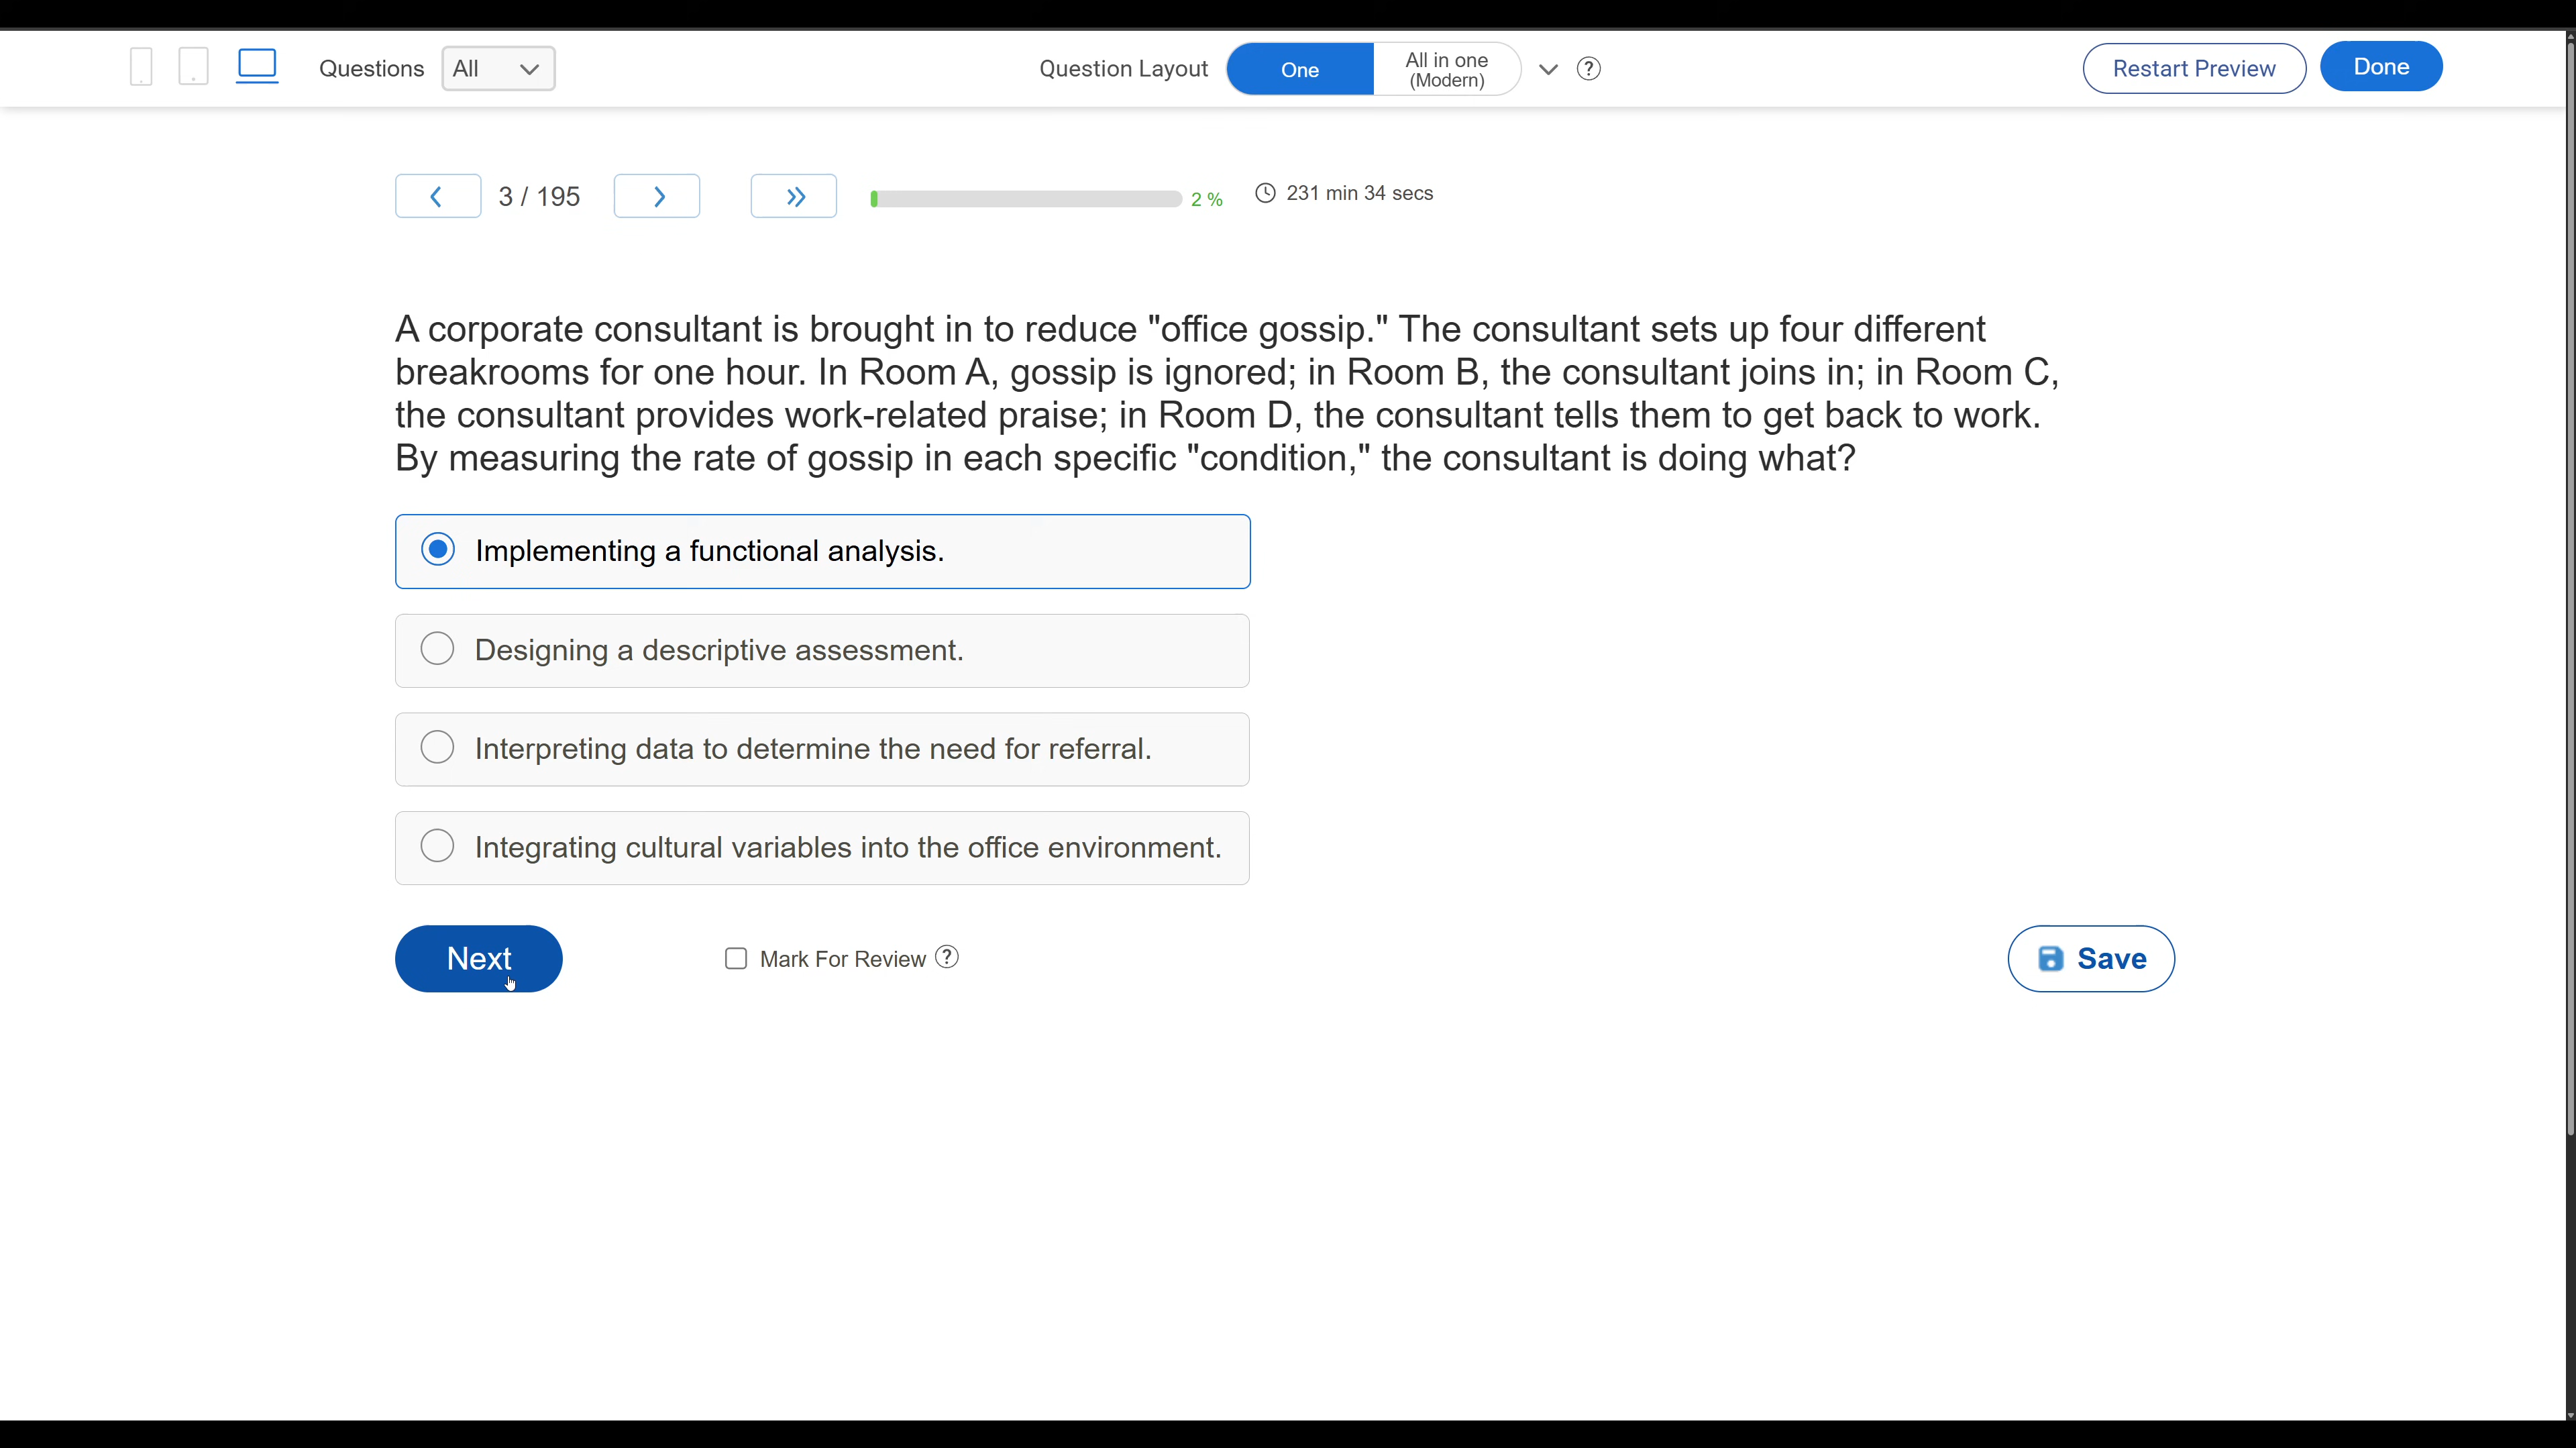 Questions All Question Layout One All in one (Modern) Restart Preview Done
3 / 195 2 % 231 min 34 secs
A corporate consultant is brought in to reduce "office gossip." The consultant sets up four different
breakrooms for one hour. In Room A, gossip is ignored; in Room B, the consultant joins in; in Room C,
the consultant provides work-related praise; in Room D, the consultant tells them to get back to work.
By measuring the rate of gossip in each specific "condition," the consultant is doing what?
Implementing a functional analysis.
Designing a descriptive assessment.
Interpreting data to determine the need for referral.
Integrating cultural variables into the office environment.
Next Mark For Review Save